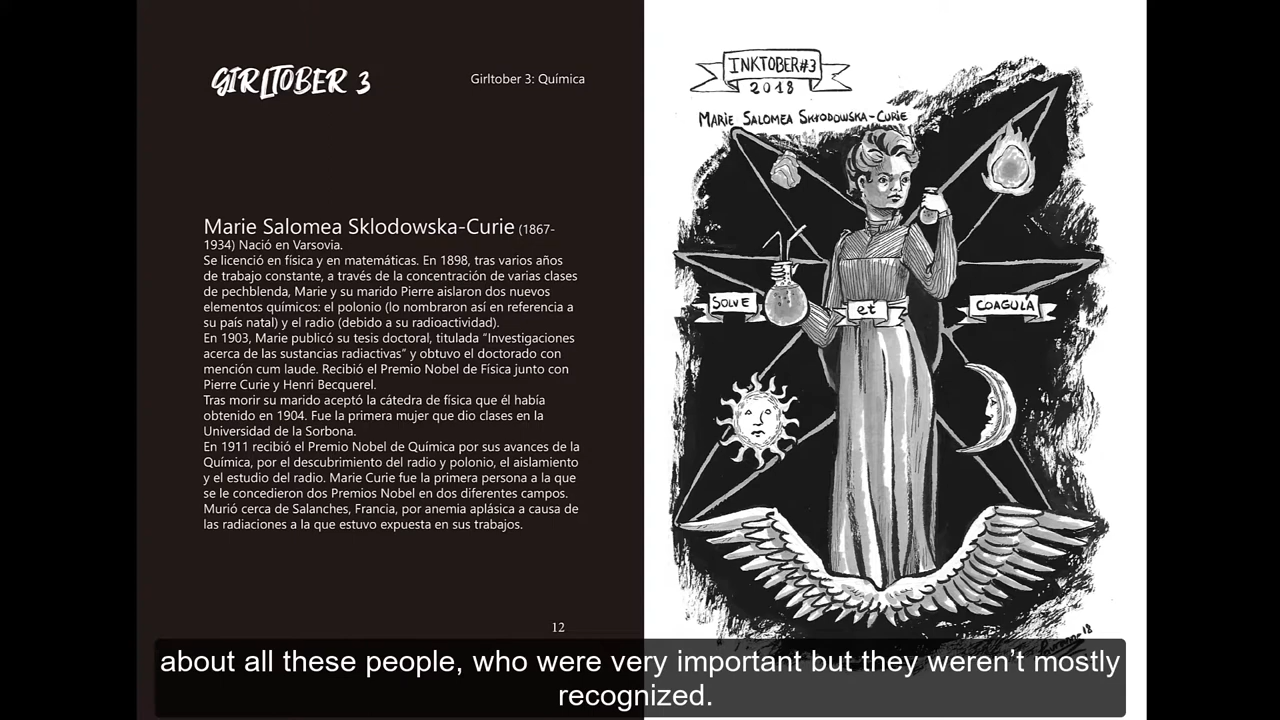 GIRLTOBER 3
Girltober 3: Química
Marie Salomea Sklodowska-Curie (1867-
1934) Nació en Varsovia.
Se licenció en física y en matemáticas. En 1898, tras varios años
de trabajo constante, a través de la concentración de varias clases
de pechblenda, Marie y su marido Pierre aislaron dos nuevos
elementos químicos: el polonio (lo nombraron así en referencia a
su país natal) y el radio (debido a su radioactividad).
En 1903, Marie publicó su tesis doctoral, titulada “Investigaciones
acerca de las sustancias radiactivas” y obtuvo el doctorado con
mención cum laude. Recibió el Premio Nobel de Física junto con
Pierre Curie y Henri Becquerel.
Tras morir su marido aceptó la cátedra de física que él había
obtenido en 1904. Fue la primera mujer que dio clases en la
Universidad de la Sorbona.
En 1911 recibió el Premio Nobel de Química por sus avances de la
Química, por el descubrimiento del radio y polonio, el aislamiento
y el estudio del radio. Marie Curie fue la primera persona a la que
se le concedieron dos Premios Nobel en dos diferentes campos.
Murió cerca de Salanches, Francia, por anemia aplásica a causa de
las radiaciones a la que estuvo expuesta en sus trabajos.
12
INKTOBER#3
2018
MARIE SALOMEA SKŁODOWSKA-CURIE
SOLVE
et
COAGULA
18
about all these people, who were very important but they weren’t mostly
recognized.